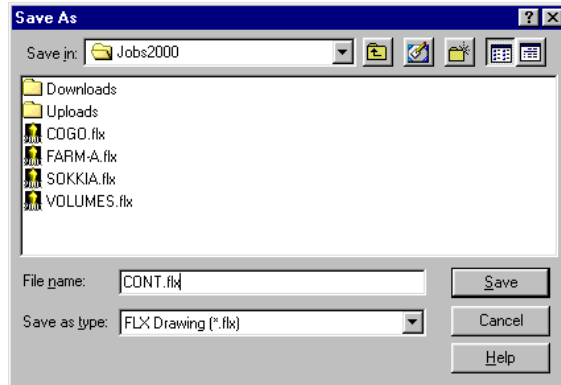 Save As
Save in: Jobs2000
Downloads
Uploads
COGO.flx
FARM-A.flx
SOKKIA.flx
VOLUMES.flx
File name: CONT.flx Save
Save as type: FLX Drawing (*.flx) Cancel
Help